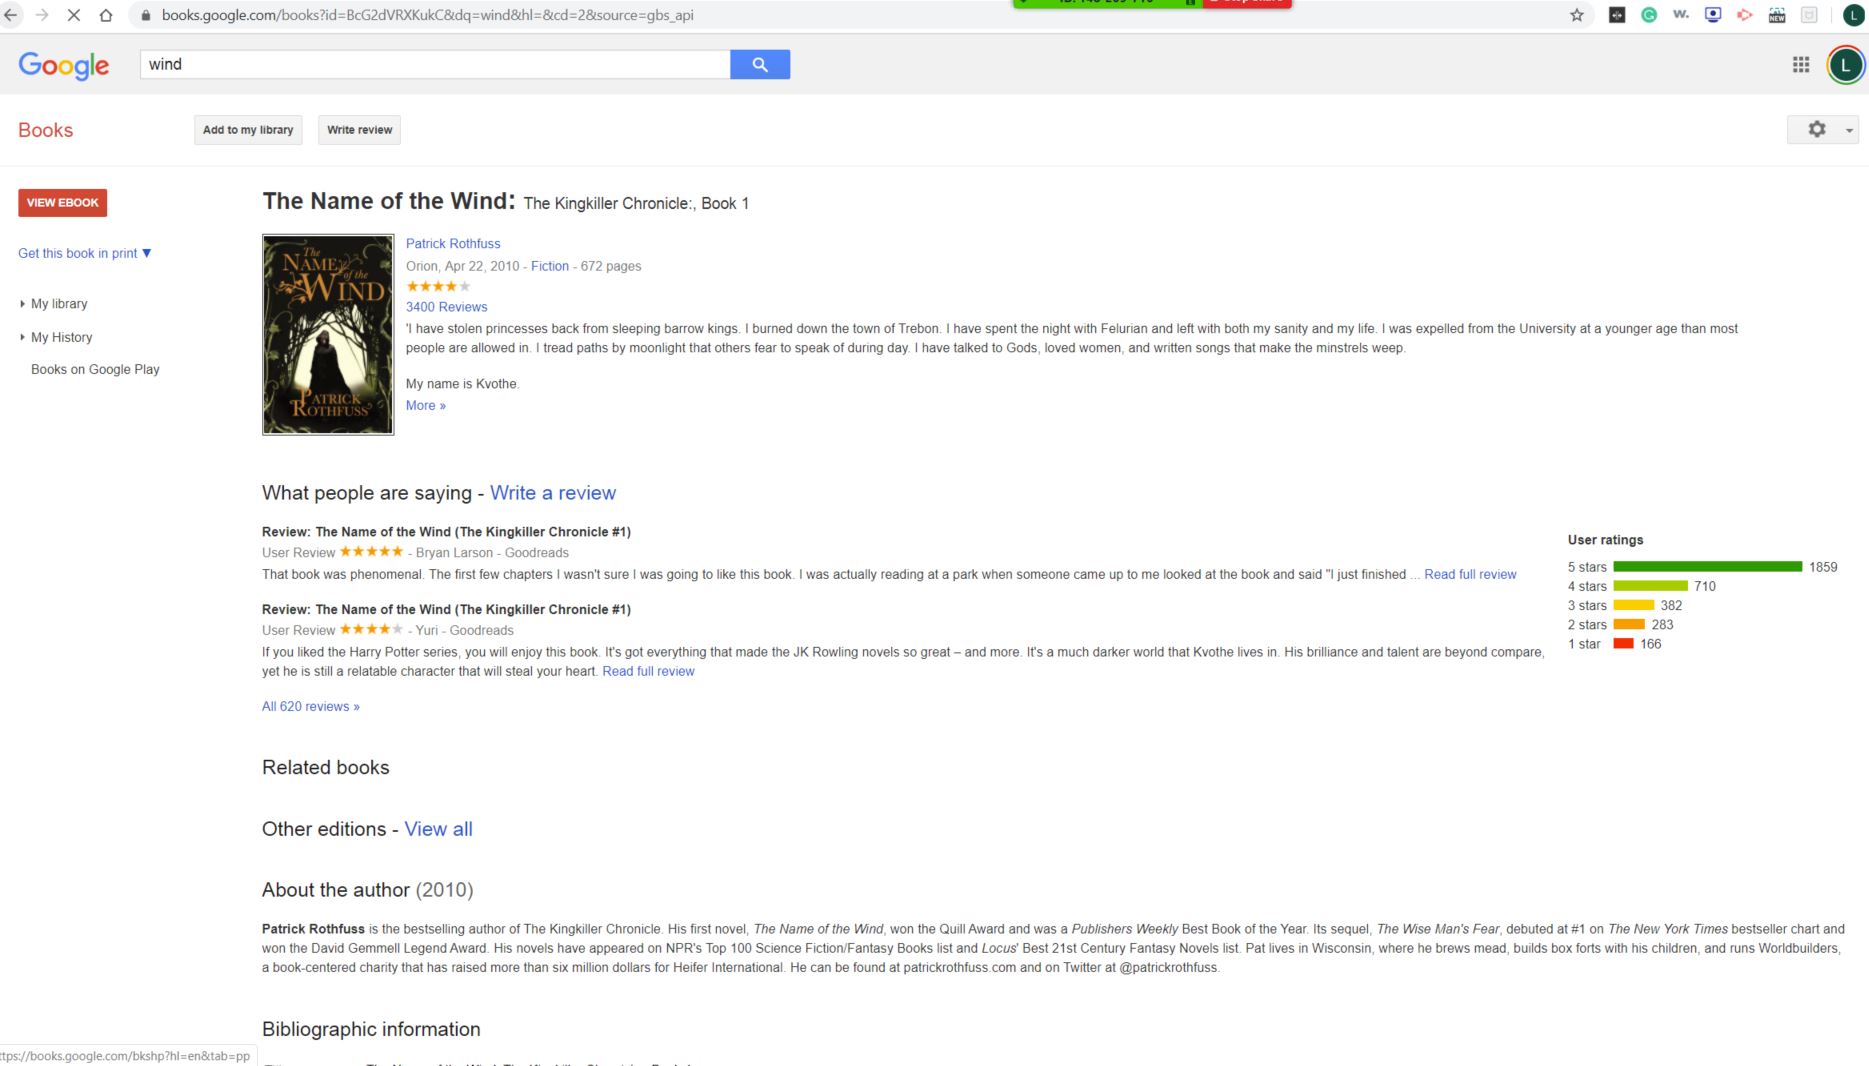 books.google.com/books?id=BcG2dVRXKukC&dq=wind&hl=&cd=2&source=gbs_api
L
Google
wind
L
Books
Add to my library
Write review
VIEW EBOOK
Get this book in print ▼
My library
My History
Books on Google Play
The Name of the Wind: The Kingkiller Chronicle:, Book 1
The
NAME
of the
WIND
PATRICK
ROTHFUSS
Patrick Rothfuss
Orion, Apr 22, 2010 - Fiction - 672 pages
3400 Reviews
'I have stolen princesses back from sleeping barrow kings. I burned down the town of Trebon. I have spent the night with Felurian and left with both my sanity and my life. I was expelled from the University at a younger age than most
people are allowed in. I tread paths by moonlight that others fear to speak of during day. I have talked to Gods, loved women, and written songs that make the minstrels weep.
My name is Kvothe.
More »
What people are saying - Write a review
Review: The Name of the Wind (The Kingkiller Chronicle #1)
User Review ★★★★★ - Bryan Larson - Goodreads
That book was phenomenal. The first few chapters I wasn't sure I was going to like this book. I was actually reading at a park when someone came up to me looked at the book and said "I just finished ... Read full review
Review: The Name of the Wind (The Kingkiller Chronicle #1)
User Review ★★★★★ - Yuri - Goodreads
If you liked the Harry Potter series, you will enjoy this book. It's got everything that made the JK Rowling novels so great – and more. It's a much darker world that Kvothe lives in. His brilliance and talent are beyond compare,
yet he is still a relatable character that will steal your heart. Read full review
All 620 reviews »
User ratings
5 stars 1859
4 stars 710
3 stars 382
2 stars 283
1 star 166
Related books
Other editions - View all
About the author (2010)
Patrick Rothfuss is the bestselling author of The Kingkiller Chronicle. His first novel, The Name of the Wind, won the Quill Award and was a Publishers Weekly Best Book of the Year. Its sequel, The Wise Man's Fear, debuted at #1 on The New York Times bestseller chart and
won the David Gemmell Legend Award. His novels have appeared on NPR's Top 100 Science Fiction/Fantasy Books list and Locus' Best 21st Century Fantasy Novels list. Pat lives in Wisconsin, where he brews mead, builds box forts with his children, and runs Worldbuilders,
a book-centered charity that has raised more than six million dollars for Heifer International. He can be found at patrickrothfuss.com and on Twitter at @patrickrothfuss.
Bibliographic information
ttps://books.google.com/bkshp?hl=en&tab=pp